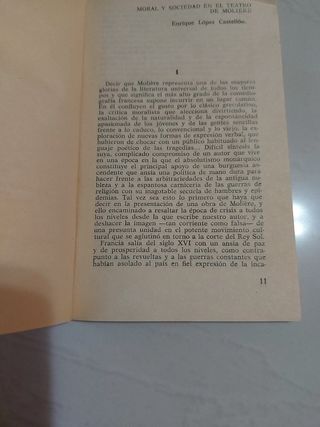 MORAL Y SOCIEDAD EN EL TEATRO
DE MOLIÈRE
Enrique López Castellón.
I
Decir que Molière representa una de las mayores
glorias de la literatura universal de todos los tiem-
pos y que significa el más alto grado de la comedio-
grafía francesa supone incurrir en un lugar común.
En él confluyen el gusto por lo clásico grecolatino,
la crítica moralista que alecciona divirtiendo, la
exaltación de la naturalidad y de la espontaneidad
apasionada de los jóvenes y de las gentes sencillas
frente a lo caduco, lo convencional y lo viejo, la ex-
ploración de nuevas formas de expresión verbal, que
hubieron de chocar con un público habituado al len-
guaje poético de las tragedias... Difícil síntesis la
suya, complicado compromiso de un autor que vive
en una época en la que el absolutismo monárquico
constituye el principal apoyo de una burguesía an-
cendente que ansía una política de mano dura para
hacer frente a las arbitrariedades de la antigua no-
bleza y a la espantosa carnicería de las guerras de
religión con su inagotable secuela de hambres y epi-
demias. Tal vez sea esto lo primero que haya que
decir en la presentación de una obra de Molière, y
ello encaminado a resaltar la época de crisis a todos
los niveles desde la que escribe nuestro autor, y a
deshacer la imagen —tan corriente como falsa— de
una presunta unidad en el potente movimiento cul-
tural que se aglutinó en torno a la corte del Rey Sol.
Francia salía del siglo XVI con un ansia de paz
y de prosperidad a todos los niveles, como contra-
punto a las revueltas y a las guerras constantes que
habían asolado al país en fiel expresión de la inca-
11